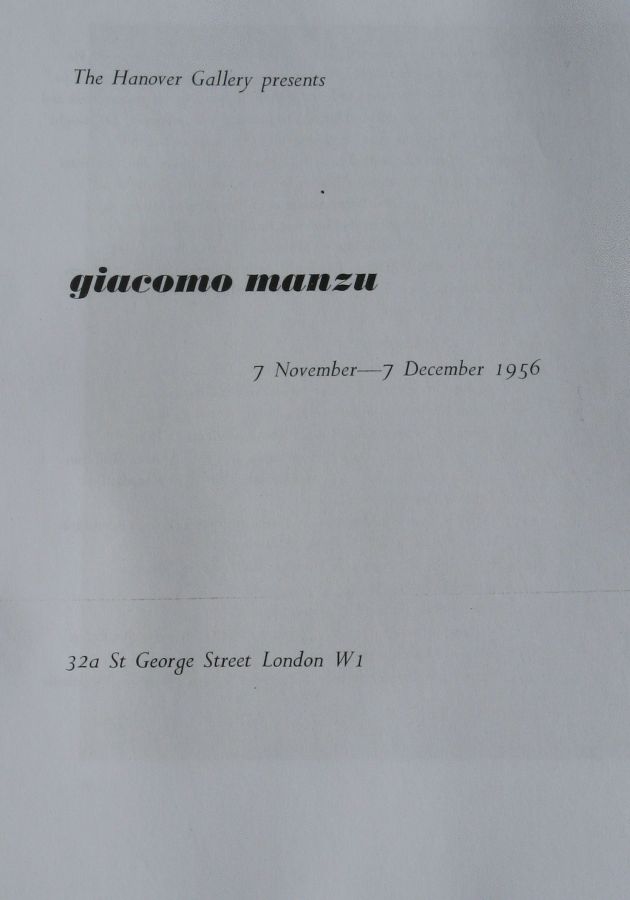 The Hanover Gallery presents
giacomo manzu
7 November—7 December 1956
32a St George Street London W1